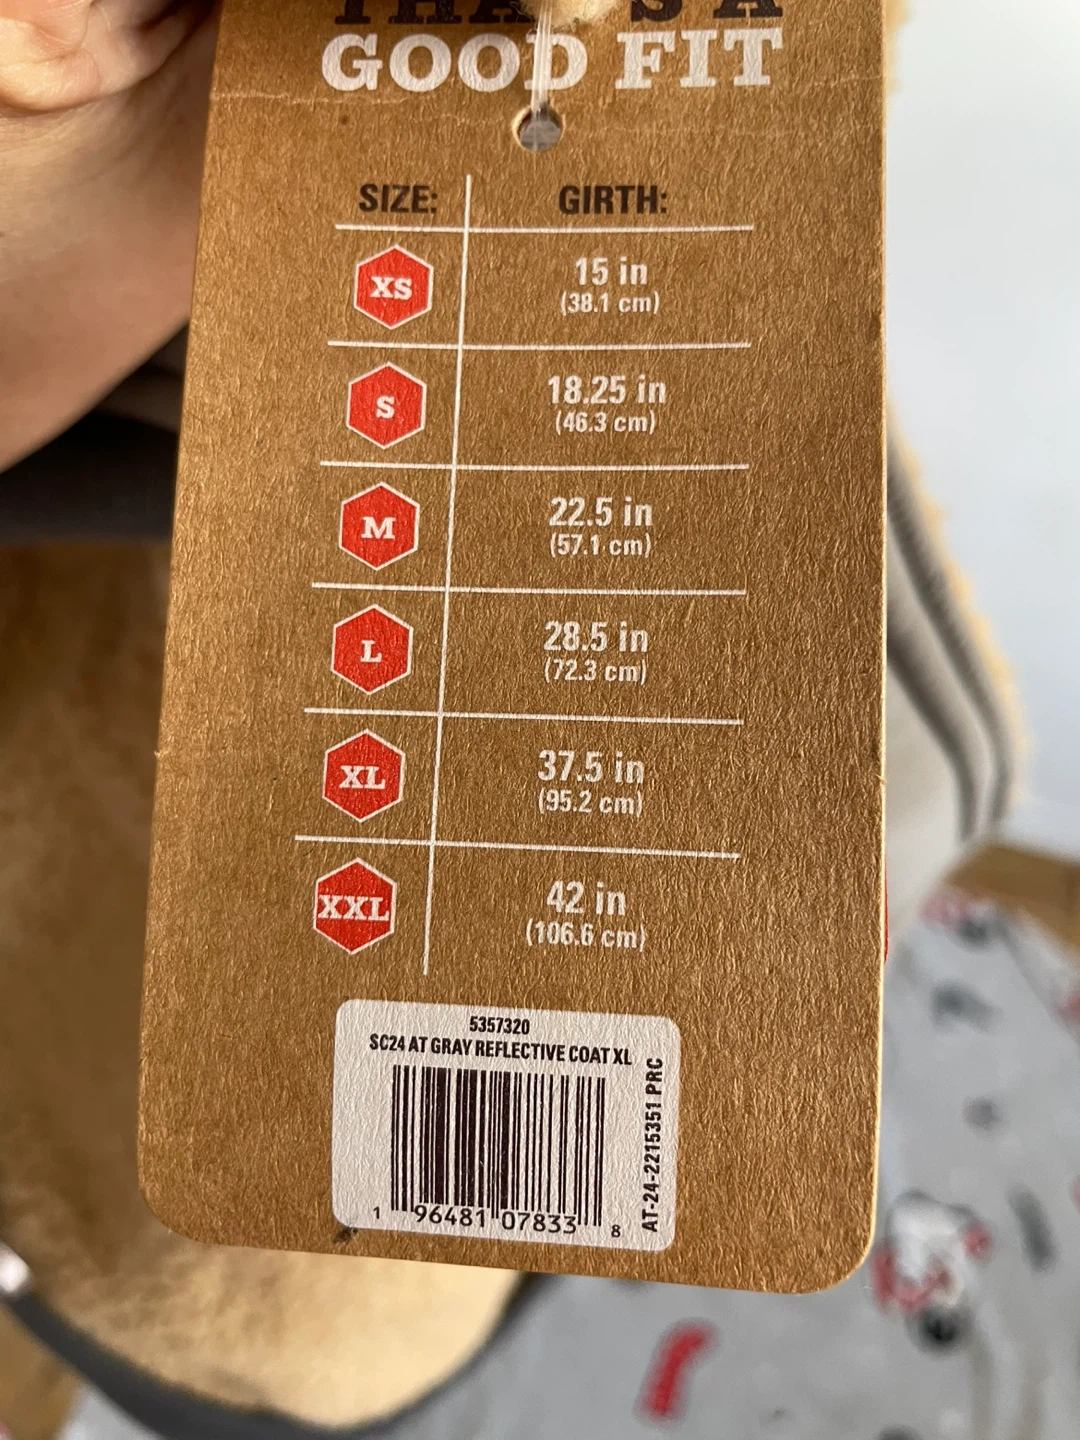 THAT'S A
GOOD FIT
SIZE: GIRTH:
XS 15 in
(38.1 cm)
S 18.25 in
(46.3 cm)
M 22.5 in
(57.1 cm)
L 28.5 in
(72.3 cm)
XL 37.5 in
(95.2 cm)
XXL 42 in
(106.6 cm)
5357320
SC24 AT GRAY REFLECTIVE COAT XL
1 96481 07833 8
AT-24-2215351 PRC